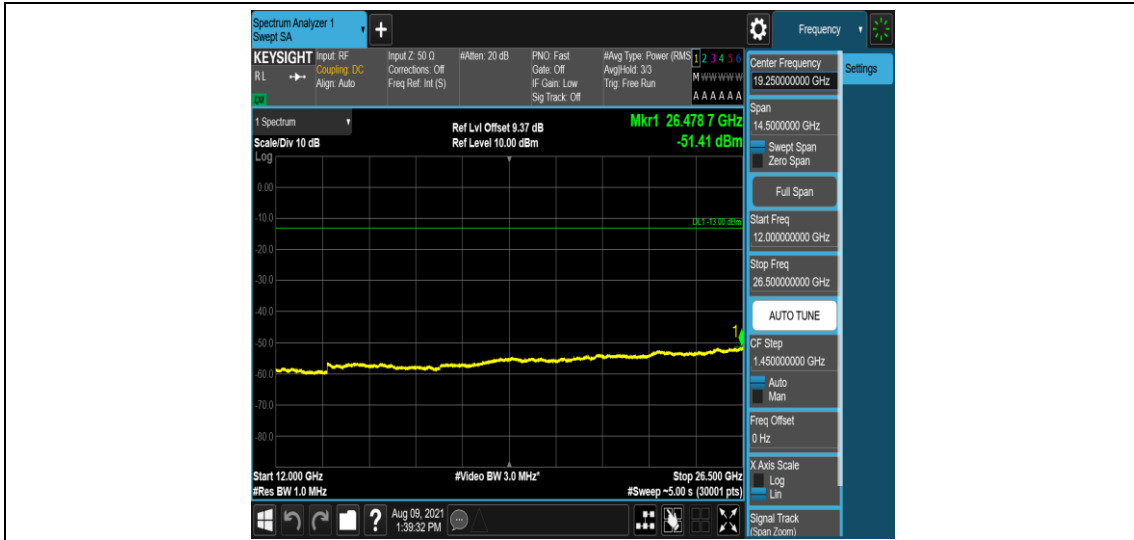 Spectrum Analyzer 1
Swept SA
+
Frequency
KEYSIGHT
RL
Input: RF
Coupling: DC
Align: Auto
Input Z: 50 Ω
Corrections: Off
Freq Ref: Int (S)
#Atten: 20 dB
PNO: Fast
Gate: Off
IF Gain: Low
Sig Track: Off
#Avg Type: Power (RMS
Avg|Hold: 3/3
Trig: Free Run
1 2 3 4 5 6
M W W W W W
A A A A A A
1 Spectrum
Scale/Div 10 dB
Log
Ref Lvl Offset 9.37 dB
Ref Level 10.00 dBm
Mkr1 26.478 7 GHz
-51.41 dBm
0.00
-10.0
DL1 -13.00 dBm
-20.0
-30.0
-40.0
1
-50.0
-60.0
-70.0
-80.0
Start 12.000 GHz
#Res BW 1.0 MHz
#Video BW 3.0 MHz*
Stop 26.500 GHz
#Sweep ~5.00 s (30001 pts)
?
Aug 09, 2021
1:39:32 PM
Center Frequency
19.250000000 GHz
Settings
Span
14.5000000 GHz
Swept Span
Zero Span
Full Span
Start Freq
12.000000000 GHz
Stop Freq
26.500000000 GHz
AUTO TUNE
CF Step
1.450000000 GHz
Auto
Man
Freq Offset
0 Hz
X Axis Scale
Log
Lin
Signal Track
(Span Zoom)